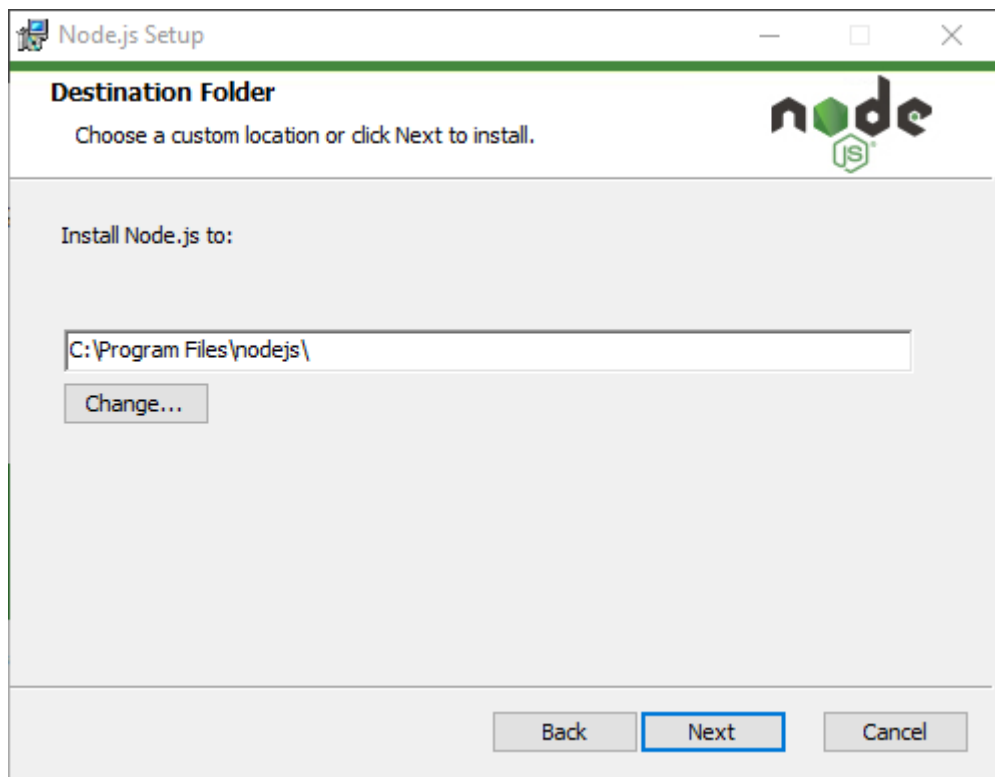 Node.js Setup
Destination Folder
Choose a custom location or click Next to install.
node
JS®
Install Node.js to:
C:\Program Files\nodejs\
Change...
Back
Next
Cancel